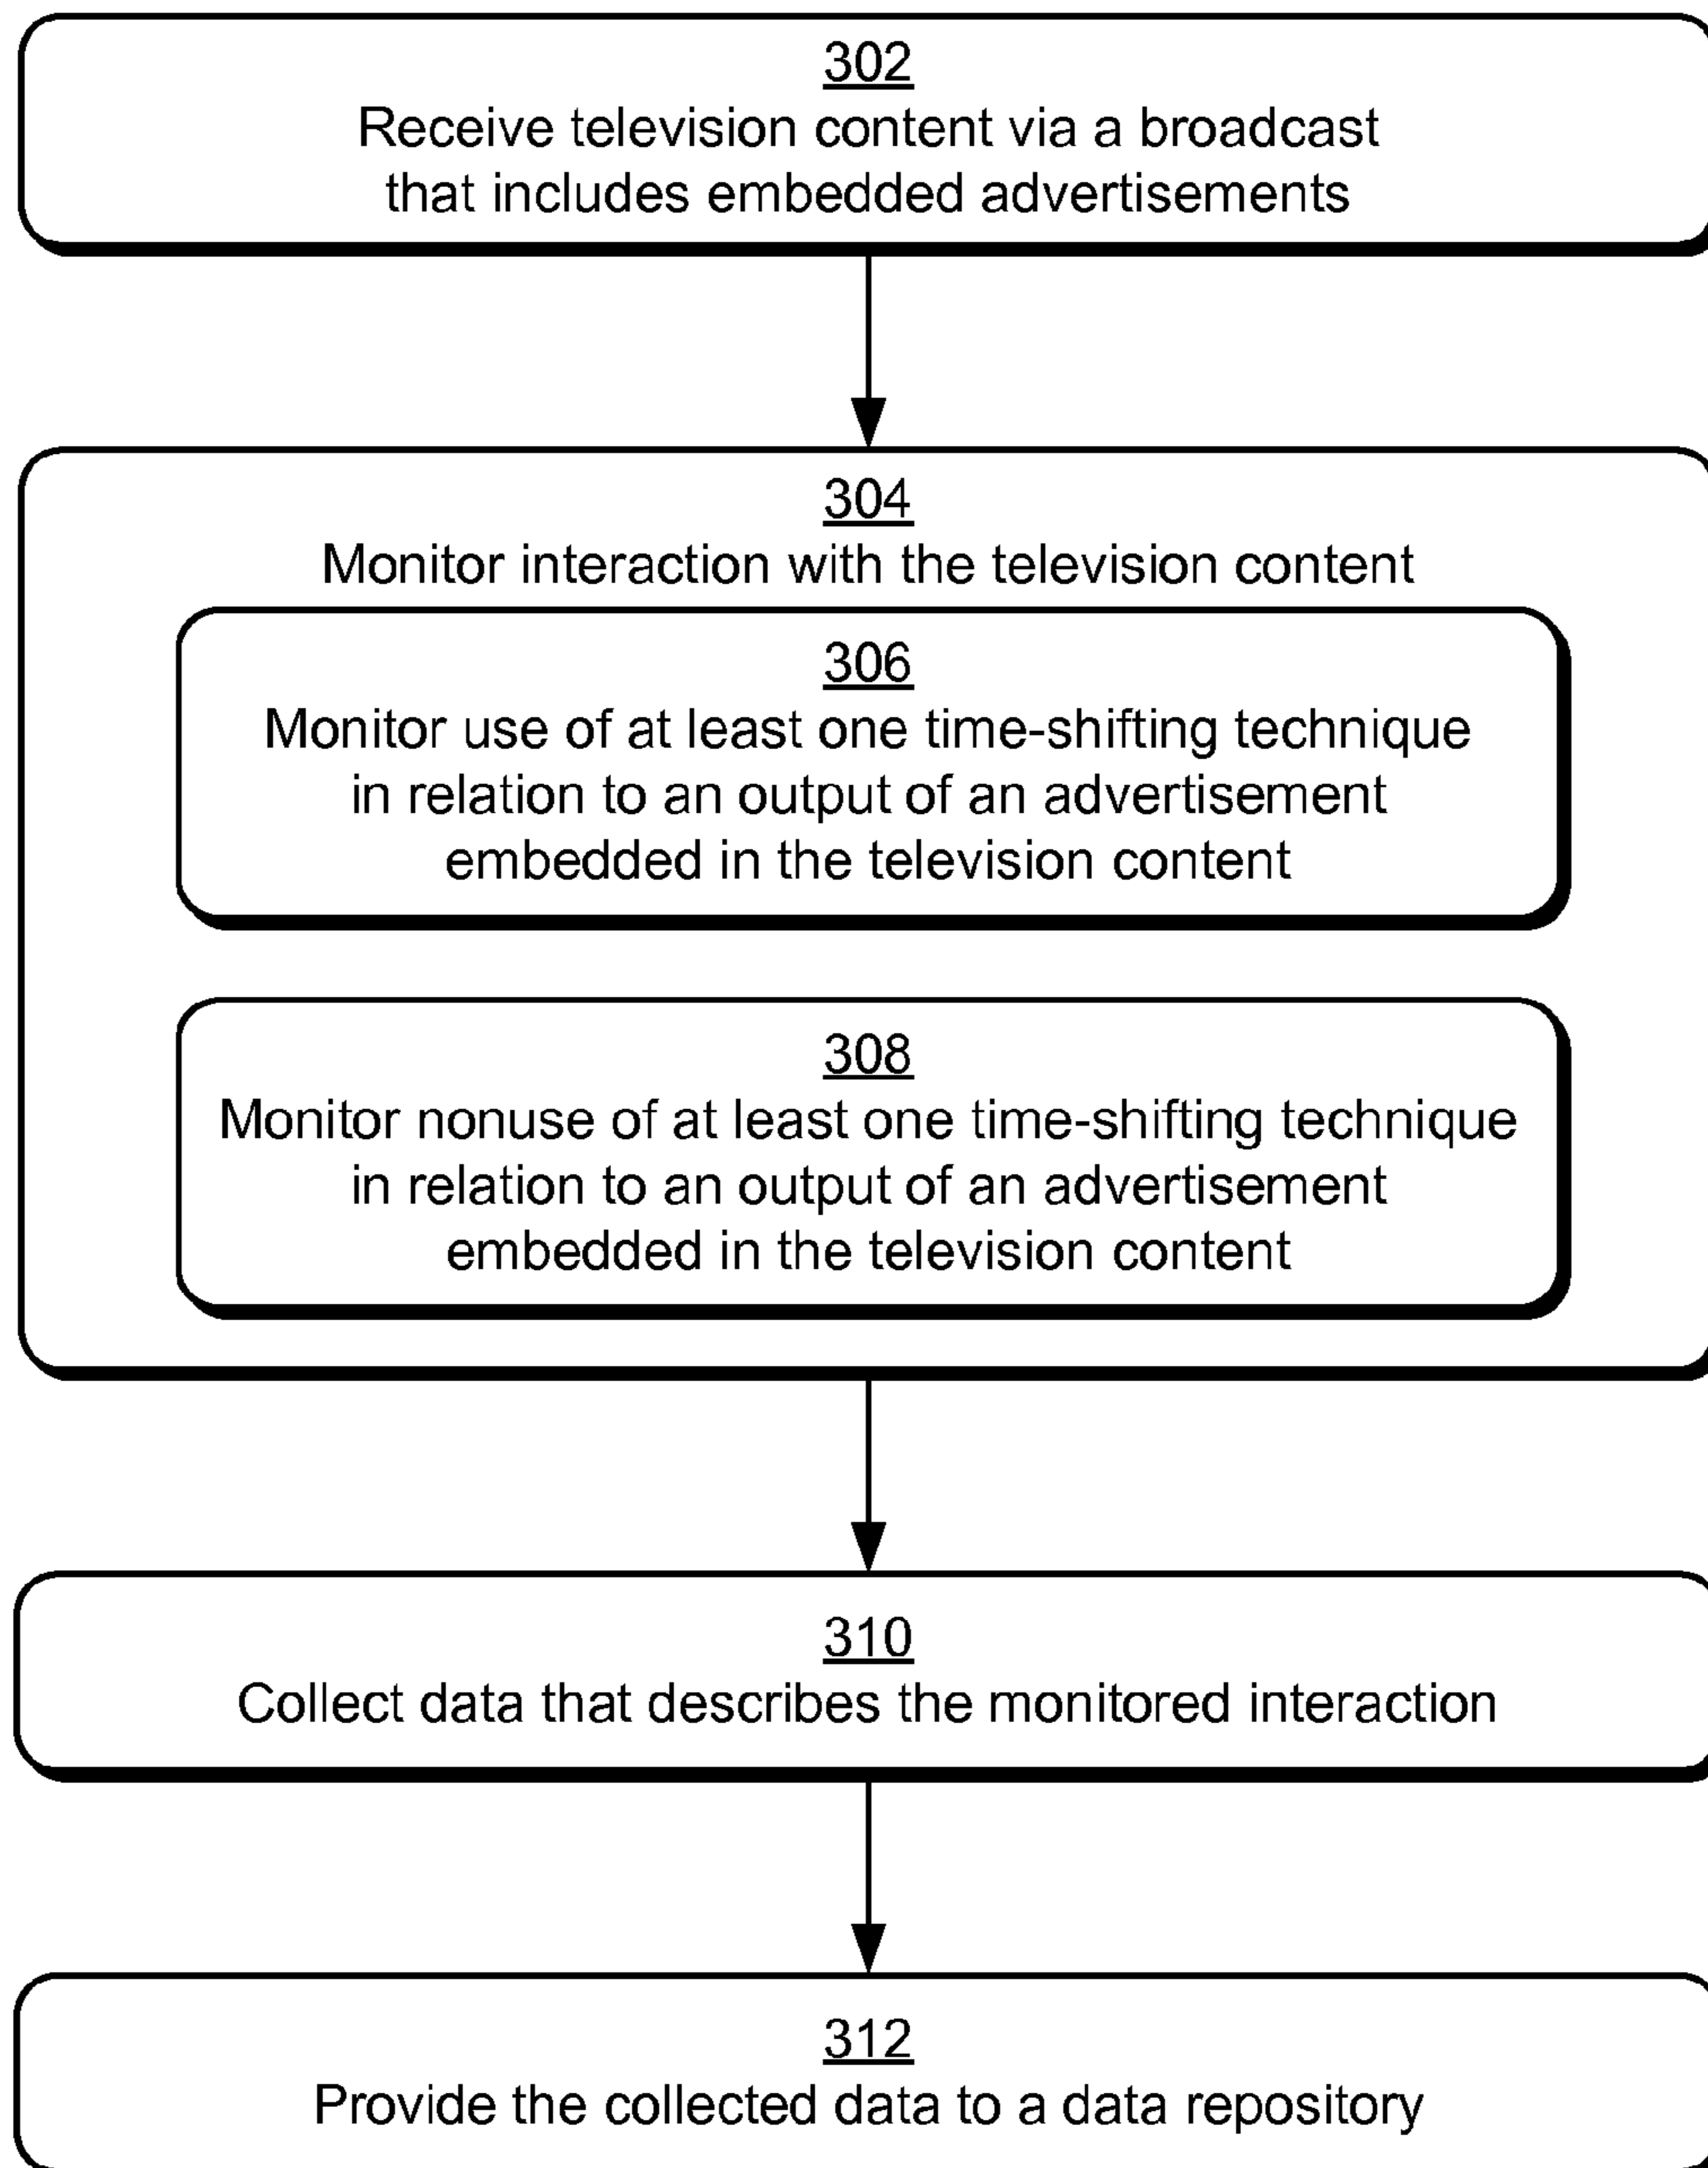 302
Receive television content via a broadcast
that includes embedded advertisements
304
Monitor interaction with the television content
306
Monitor use of at least one time-shifting technique
in relation to an output of an advertisement
embedded in the television content
308
Monitor nonuse of at least one time-shifting technique
in relation to an output of an advertisement
embedded in the television content
310
Collect data that describes the monitored interaction
312
Provide the collected data to a data repository